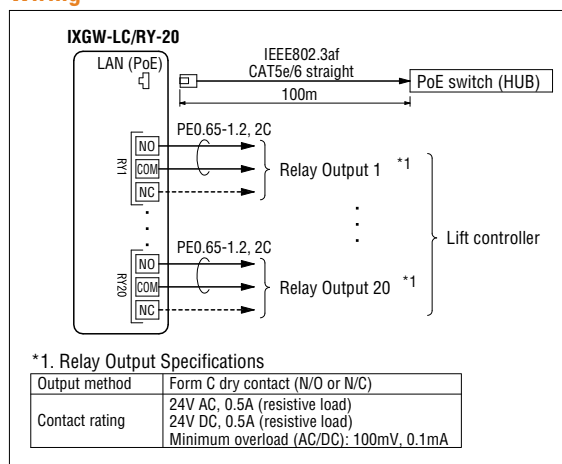 IXGW-LC/RY-20
LAN (PoE)
IEEE802.3af
CAT5e/6 straight
100m
PoE switch (HUB)
PE0.65-1.2, 2C
RY1
NO
COM
NC
Relay Output 1 *1
PE0.65-1.2, 2C
RY20
NO
COM
NC
Relay Output 20 *1
Lift controller
*1. Relay Output Specifications
Output method Form C dry contact (N/O or N/C)
Contact rating 24V AC, 0.5A (resistive load)
24V DC, 0.5A (resistive load)
Minimum overload (AC/DC): 100mV, 0.1mA